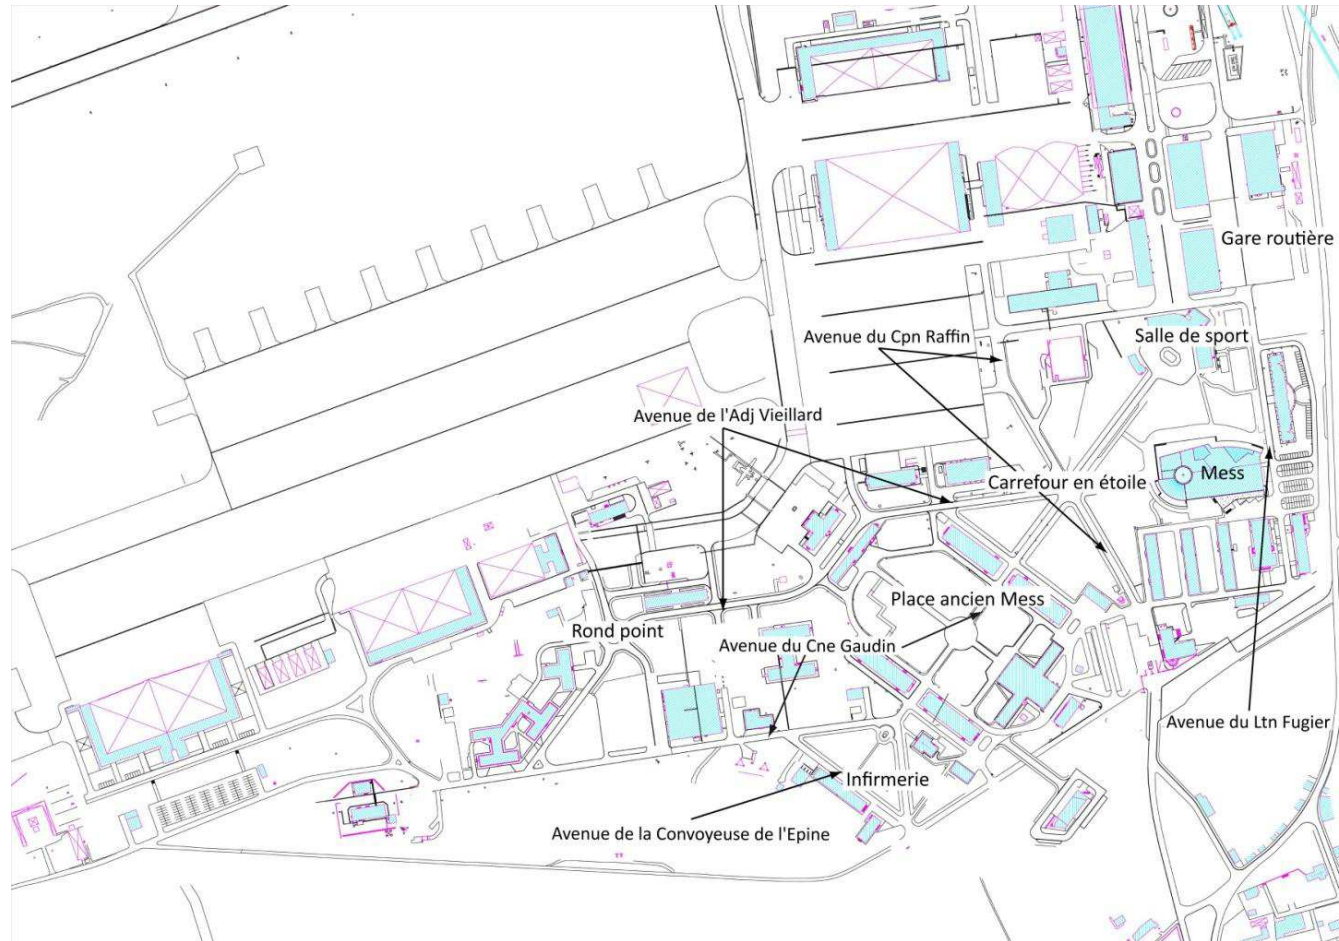 Gare routière
Avenue du Cpn Raffin
Salle de sport
Avenue de l'Adj Vieillard
Mess
Carrefour en étoile
Place ancien Mess
Rond point
Avenue du Cne Gaudin
Avenue du Ltn Fugier
Infirmerie
Avenue de la Convoyeuse de l'Epine